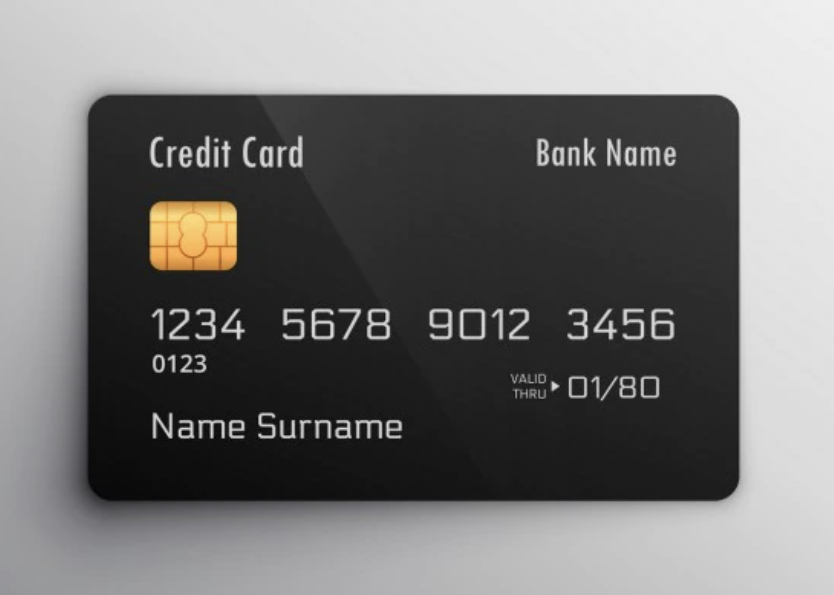 Credit Card Bank Name
1234 5678 9012 3456
0123
VALID THRU 01/80
Name Surname